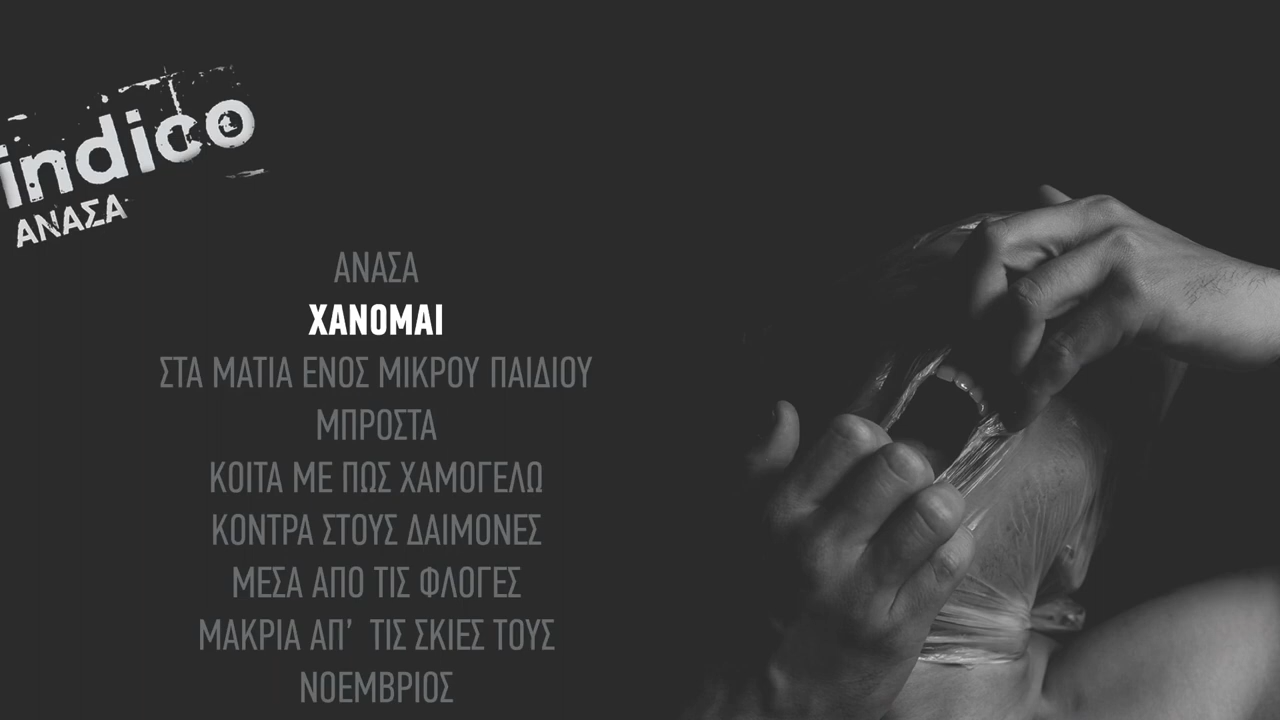 indico
ΑΝΑΣΑ
ΑΝΑΣΑ
ΧΑΝΟΜΑΙ
ΣΤΑ ΜΑΤΙΑ ΕΝΟΣ ΜΙΚΡΟΥ ΠΑΙΔΙΟΥ
ΜΠΡΟΣΤΑ
ΚΟΙΤΑ ΜΕ ΠΩΣ ΧΑΜΟΓΕΛΩ
ΚΟΝΤΡΑ ΣΤΟΥΣ ΔΑΙΜΟΝΕΣ
ΜΕΣΑ ΑΠΟ ΤΙΣ ΦΛΟΓΕΣ
ΜΑΚΡΙΑ ΑΠ’ ΤΙΣ ΣΚΙΕΣ ΤΟΥΣ
ΝΟΕΜΒΡΙΟΣ